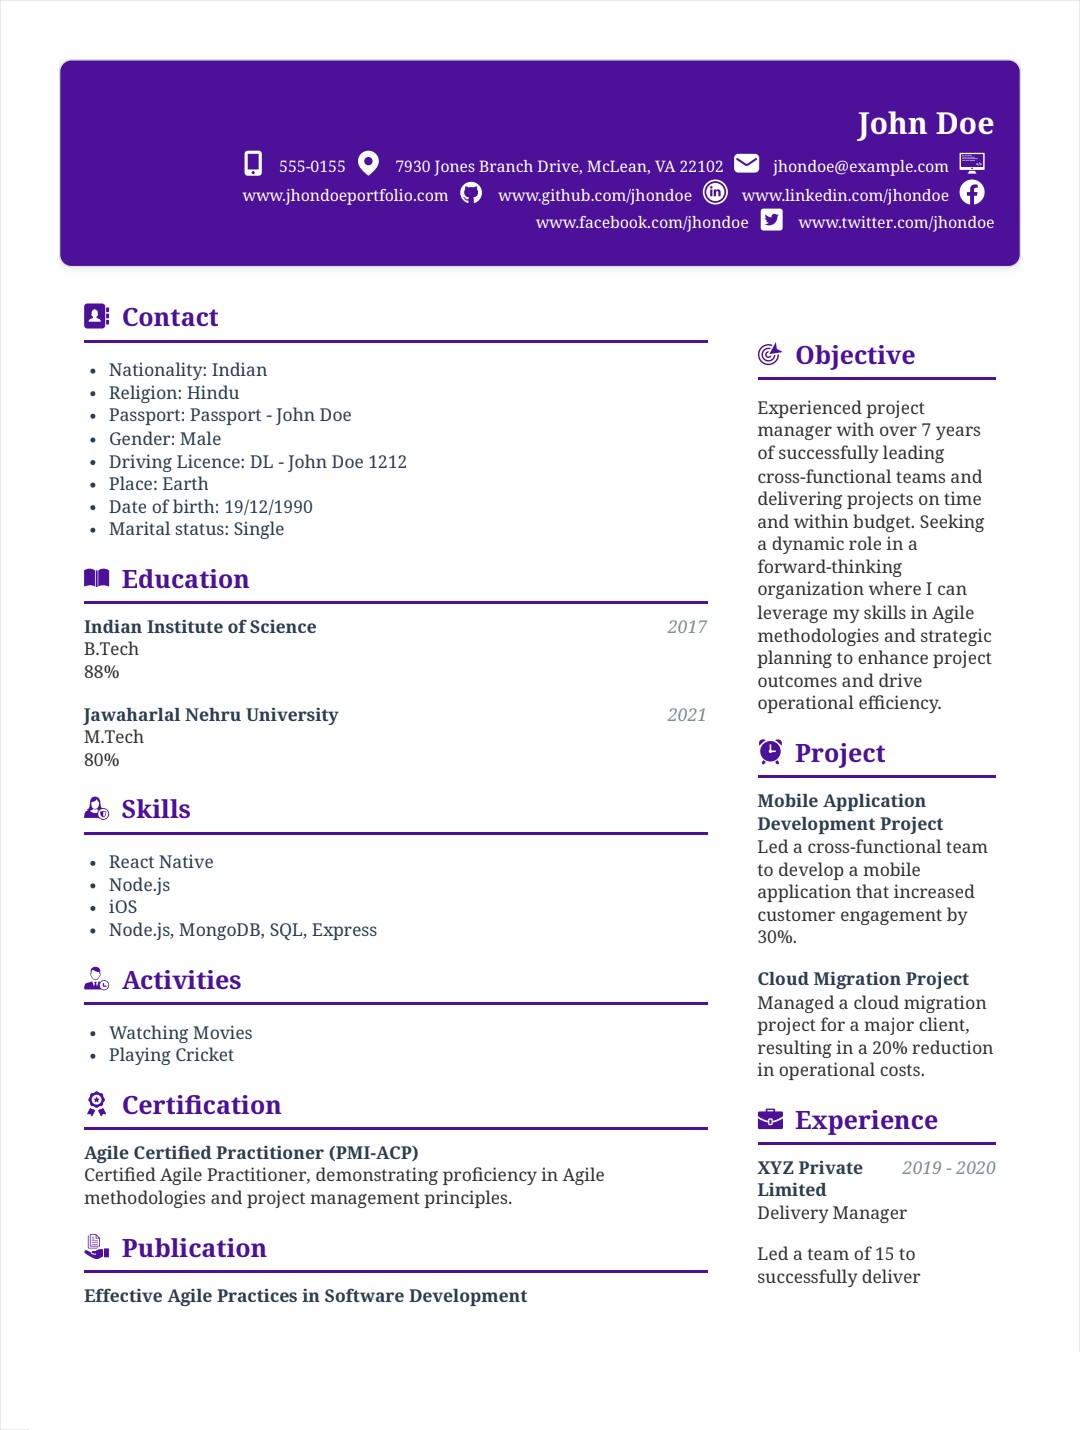 John Doe
555-0155 7930 Jones Branch Drive, McLean, VA 22102 jhondoe@example.com
www.jhondoeportfolio.com www.github.com/jhondoe www.linkedin.com/jhondoe
www.facebook.com/jhondoe www.twitter.com/jhondoe
Contact
• Nationality: Indian
• Religion: Hindu
• Passport: Passport - John Doe
• Gender: Male
• Driving Licence: DL - John Doe 1212
• Place: Earth
• Date of birth: 19/12/1990
• Marital status: Single
Education
Indian Institute of Science 2017
B.Tech
88%
Jawaharlal Nehru University 2021
M.Tech
80%
Skills
• React Native
• Node.js
• iOS
• Node.js, MongoDB, SQL, Express
Activities
• Watching Movies
• Playing Cricket
Certification
Agile Certified Practitioner (PMI-ACP)
Certified Agile Practitioner, demonstrating proficiency in Agile
methodologies and project management principles.
Publication
Effective Agile Practices in Software Development
Objective
Experienced project
manager with over 7 years
of successfully leading
cross-functional teams and
delivering projects on time
and within budget. Seeking
a dynamic role in a
forward-thinking
organization where I can
leverage my skills in Agile
methodologies and strategic
planning to enhance project
outcomes and drive
operational efficiency.
Project
Mobile Application
Development Project
Led a cross-functional team
to develop a mobile
application that increased
customer engagement by
30%.
Cloud Migration Project
Managed a cloud migration
project for a major client,
resulting in a 20% reduction
in operational costs.
Experience
XYZ Private 2019 - 2020
Limited
Delivery Manager
Led a team of 15 to
successfully deliver